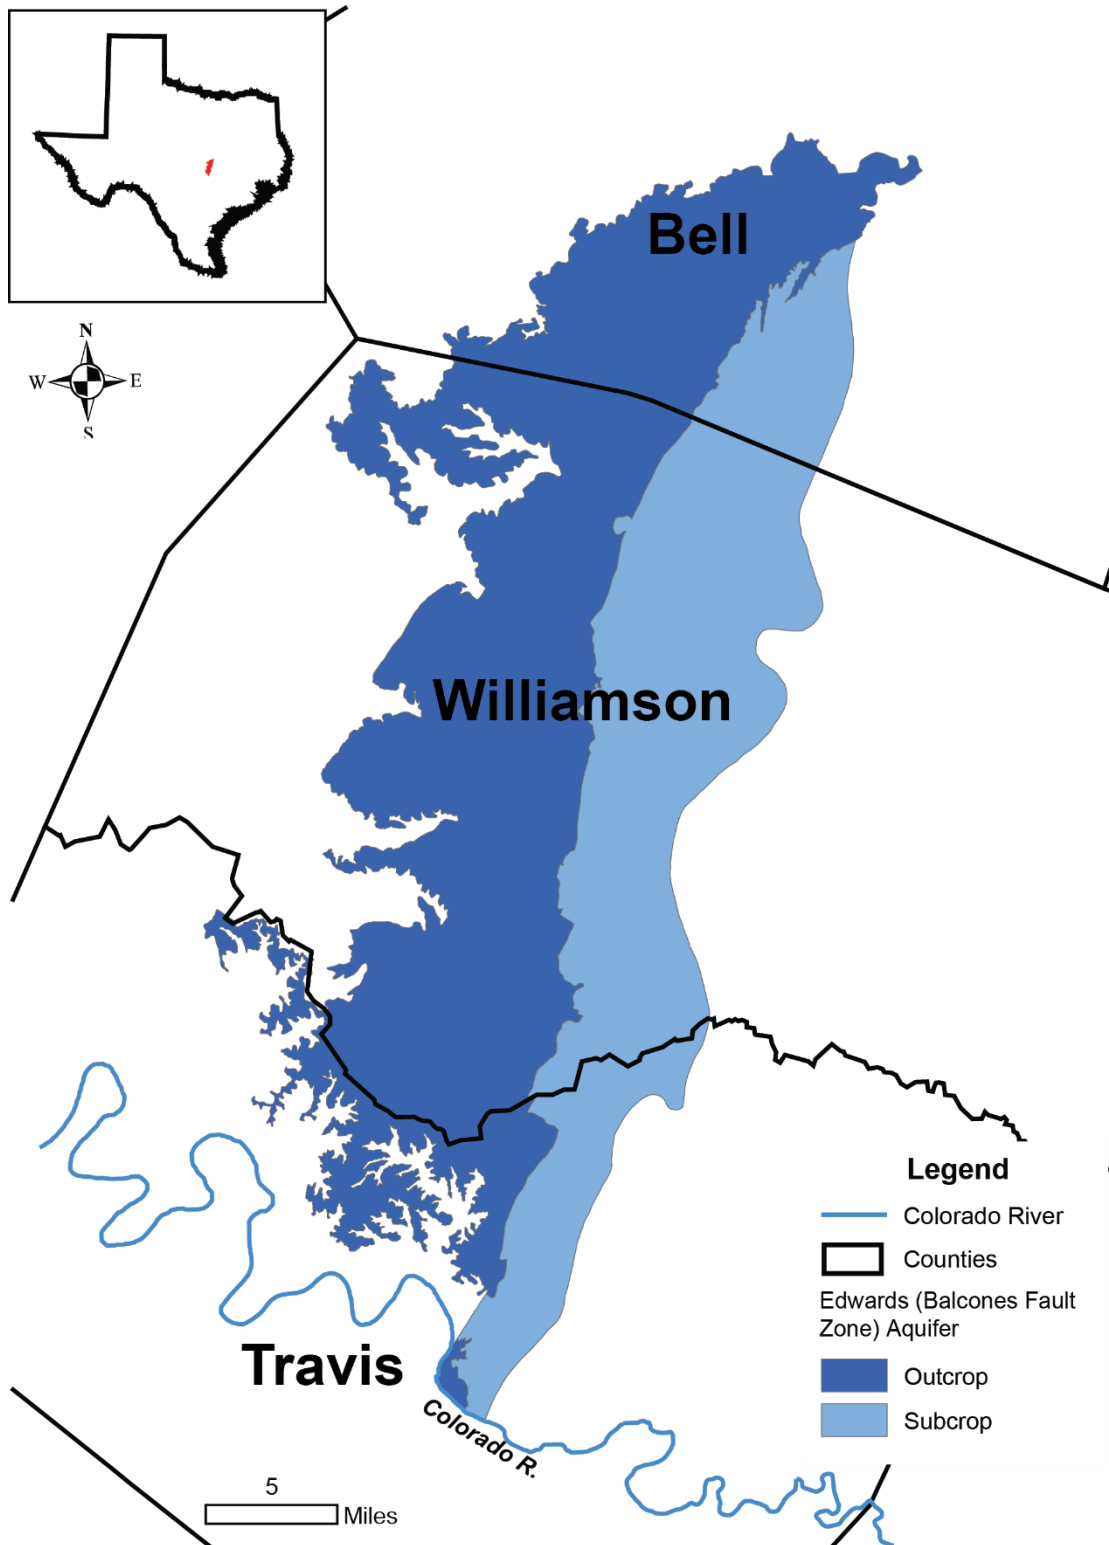 N
W E
S
Bell
Williamson
Travis
Colorado R.
5
Miles
Legend
Colorado River
Counties
Edwards (Balcones Fault
Zone) Aquifer
Outcrop
Subcrop